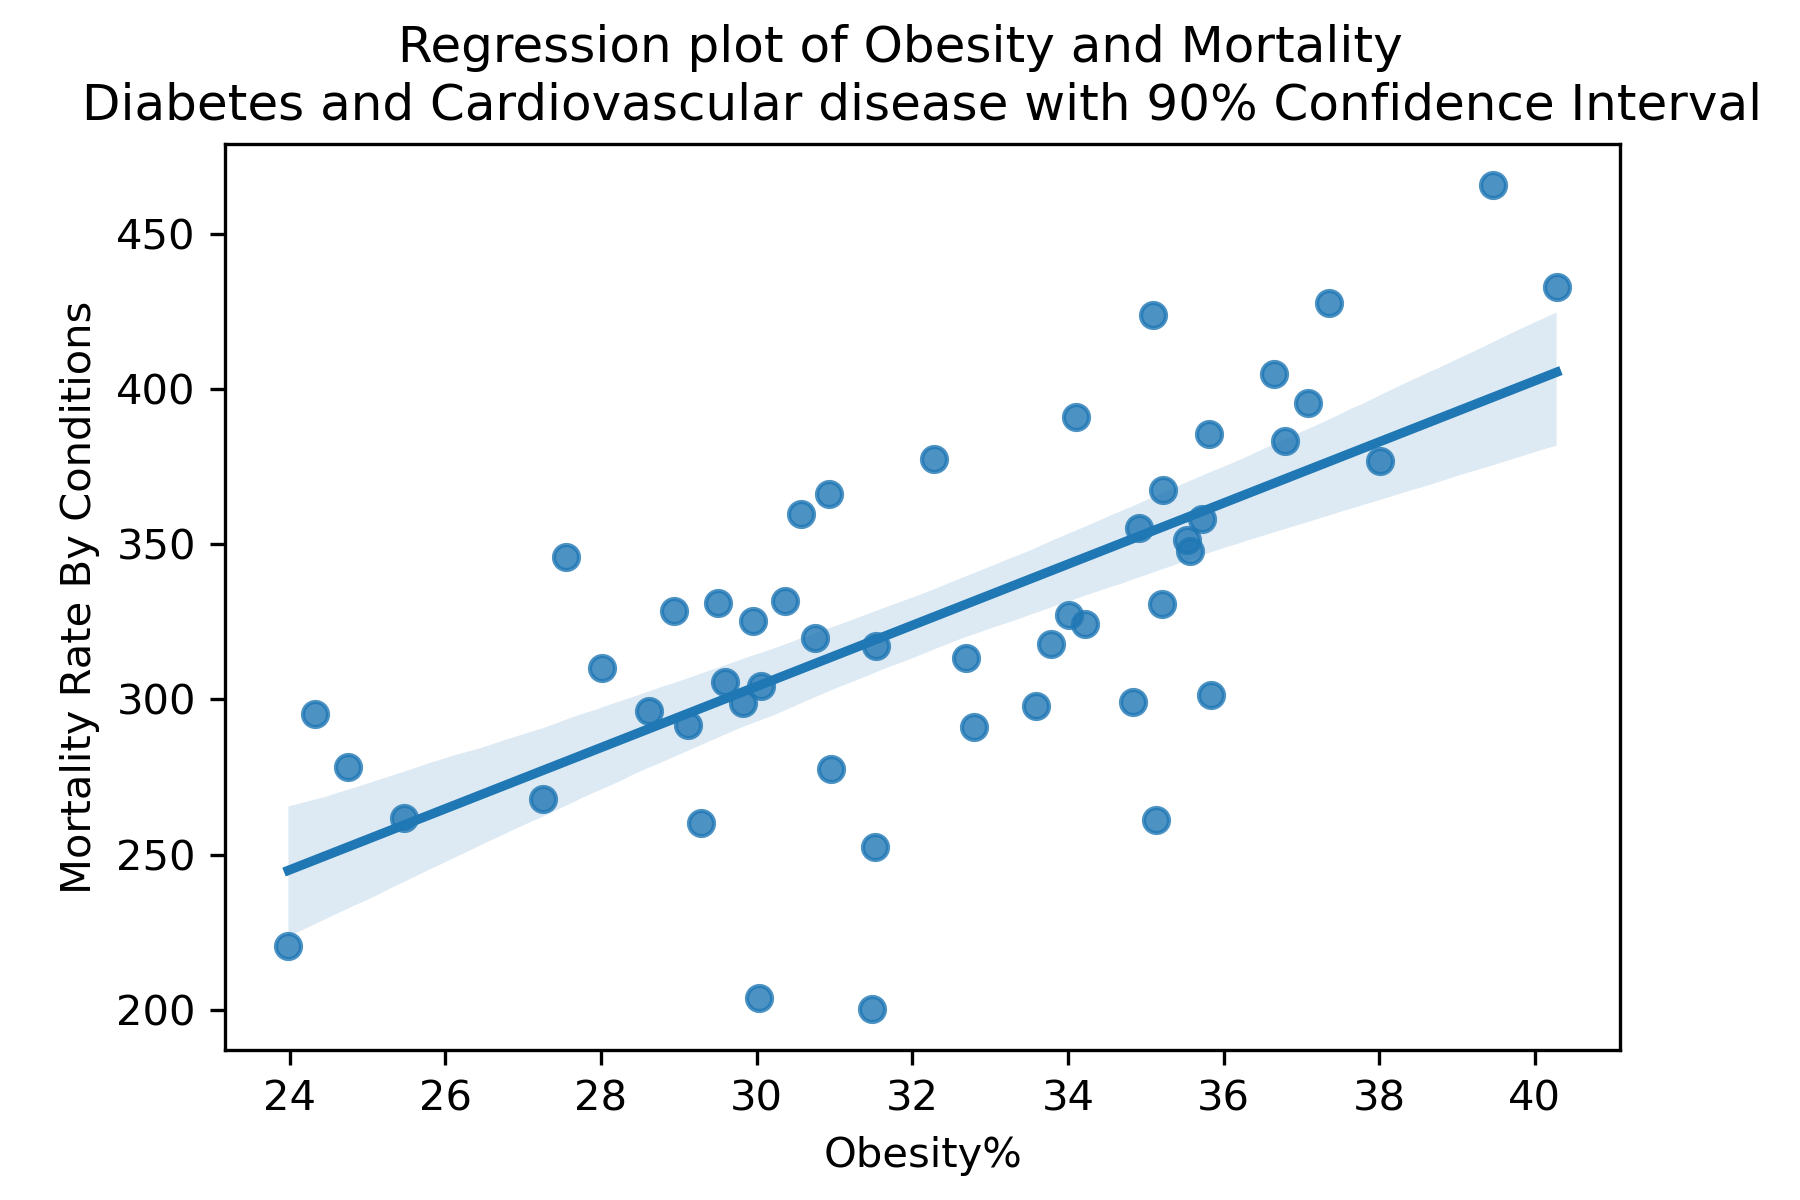 Regression plot of Obesity and Mortality
Diabetes and Cardiovascular disease with 90% Confidence Interval
Mortality Rate By Conditions
450
400
350
300
250
200
24 26 28 30 32 34 36 38 40
Obesity%